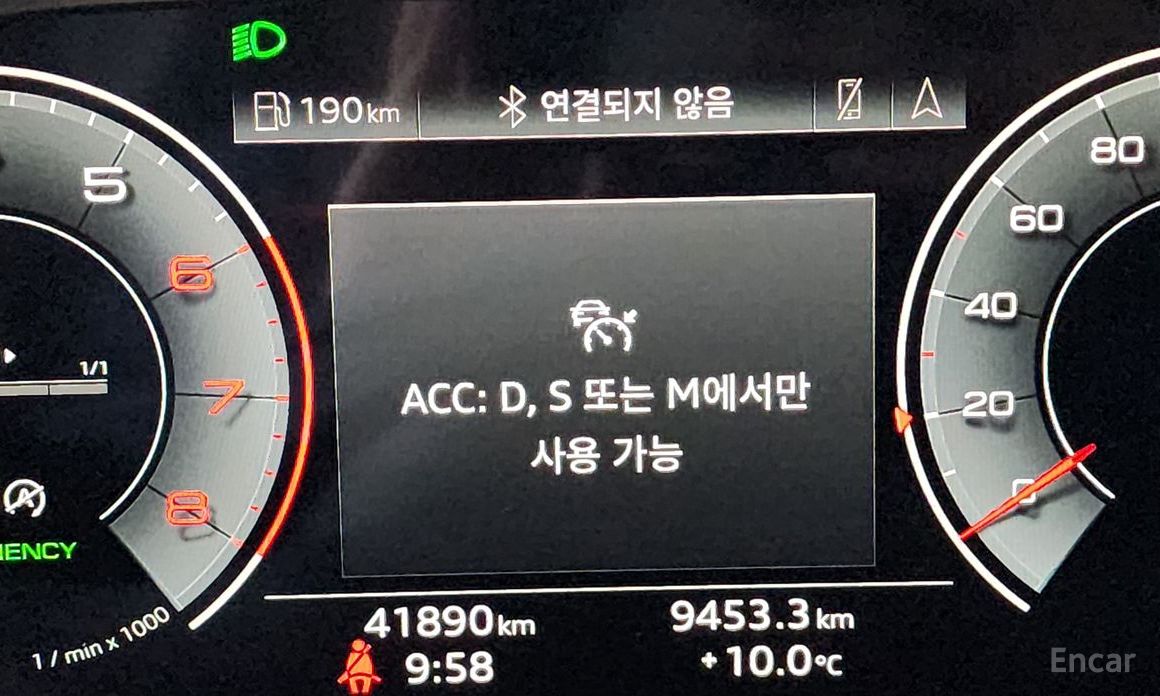 190km
연결되지 않음
5
6
7
8
1/1
IENCY
1 / min x 1000
ACC: D, S 또는 M에서만
사용 가능
80
60
40
20
0
41890km
9453.3km
9:58
+10.0°C
Encar